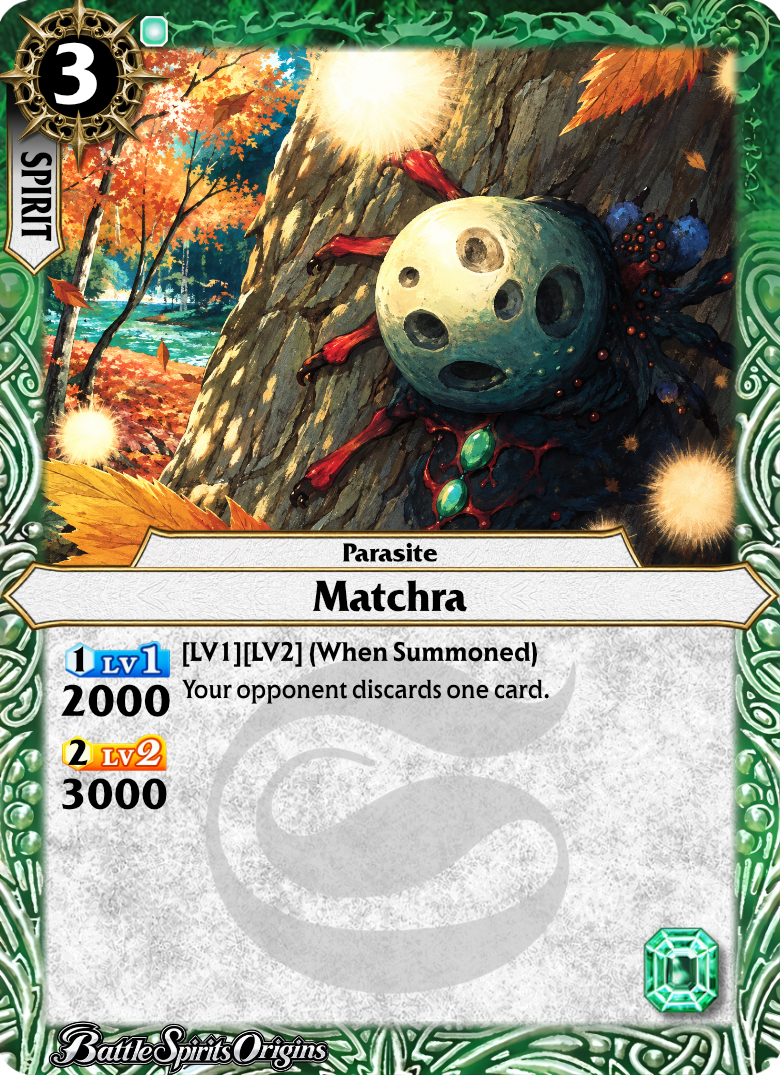 3
SPIRIT
Parasite
Matchra
1 LV1
2000
[LV1][LV2] (When Summoned)
Your opponent discards one card.
2 LV2
3000
Battle Spirits Origins